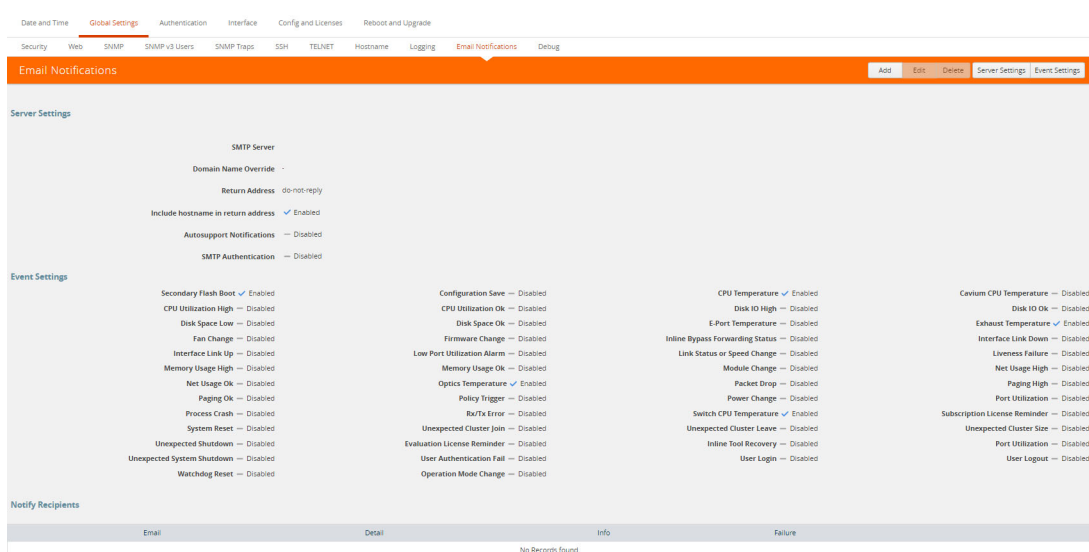 Date and Time Global Settings Authentication Interface Config and Licenses Reboot and Upgrade
Security Web SNMP SNMP v3 Users SNMP Traps SSH TELNET Hostname Logging Email Notifications Debug
Email Notifications Add Edit Delete Server Settings Event Settings
Server Settings
SMTP Server
Domain Name Override -
Return Address do-not-reply
Include hostname in return address Enabled
Autosupport Notifications — Disabled
SMTP Authentication — Disabled
Event Settings
Secondary Flash Boot Enabled Configuration Save — Disabled CPU Temperature Enabled Cavium CPU Temperature — Disabled
CPU Utilization High — Disabled CPU Utilization Ok — Disabled Disk IO High — Disabled Disk IO Ok — Disabled
Disk Space Low — Disabled Disk Space Ok — Disabled E-Port Temperature — Disabled Exhaust Temperature Enabled
Fan Change — Disabled Firmware Change — Disabled Inline Bypass Forwarding Status — Disabled Interface Link Down — Disabled
Interface Link Up — Disabled Low Port Utilization Alarm — Disabled Link Status or Speed Change — Disabled Liveness Failure — Disabled
Memory Usage High — Disabled Memory Usage Ok — Disabled Module Change — Disabled Net Usage High — Disabled
Net Usage Ok — Disabled Optics Temperature Enabled Packet Drop — Disabled Paging High — Disabled
Paging Ok — Disabled Policy Trigger — Disabled Power Change — Disabled Port Utilization — Disabled
Process Crash — Disabled Rx/Tx Error — Disabled Switch CPU Temperature Enabled Subscription License Reminder — Disabled
System Reset — Disabled Unexpected Cluster Join — Disabled Unexpected Cluster Leave — Disabled Unexpected Cluster Size — Disabled
Unexpected Shutdown — Disabled Evaluation License Reminder — Disabled Inline Tool Recovery — Disabled Port Utilization — Disabled
Unexpected System Shutdown — Disabled User Authentication Fail — Disabled User Login — Disabled User Logout — Disabled
Watchdog Reset — Disabled Operation Mode Change — Disabled
Notify Recipients
Email Detail Info Failure
No Records found